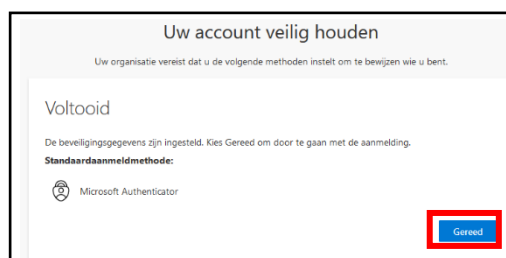 Uw account veilig houden
Uw organisatie vereist dat u de volgende methoden instelt om te bewijzen wie u bent.
Voltooid
De beveiligingsgegevens zijn ingesteld. Kies Gereed om door te gaan met de aanmelding.
Standaardaanmeldmethode:
Microsoft Authenticator
Gereed